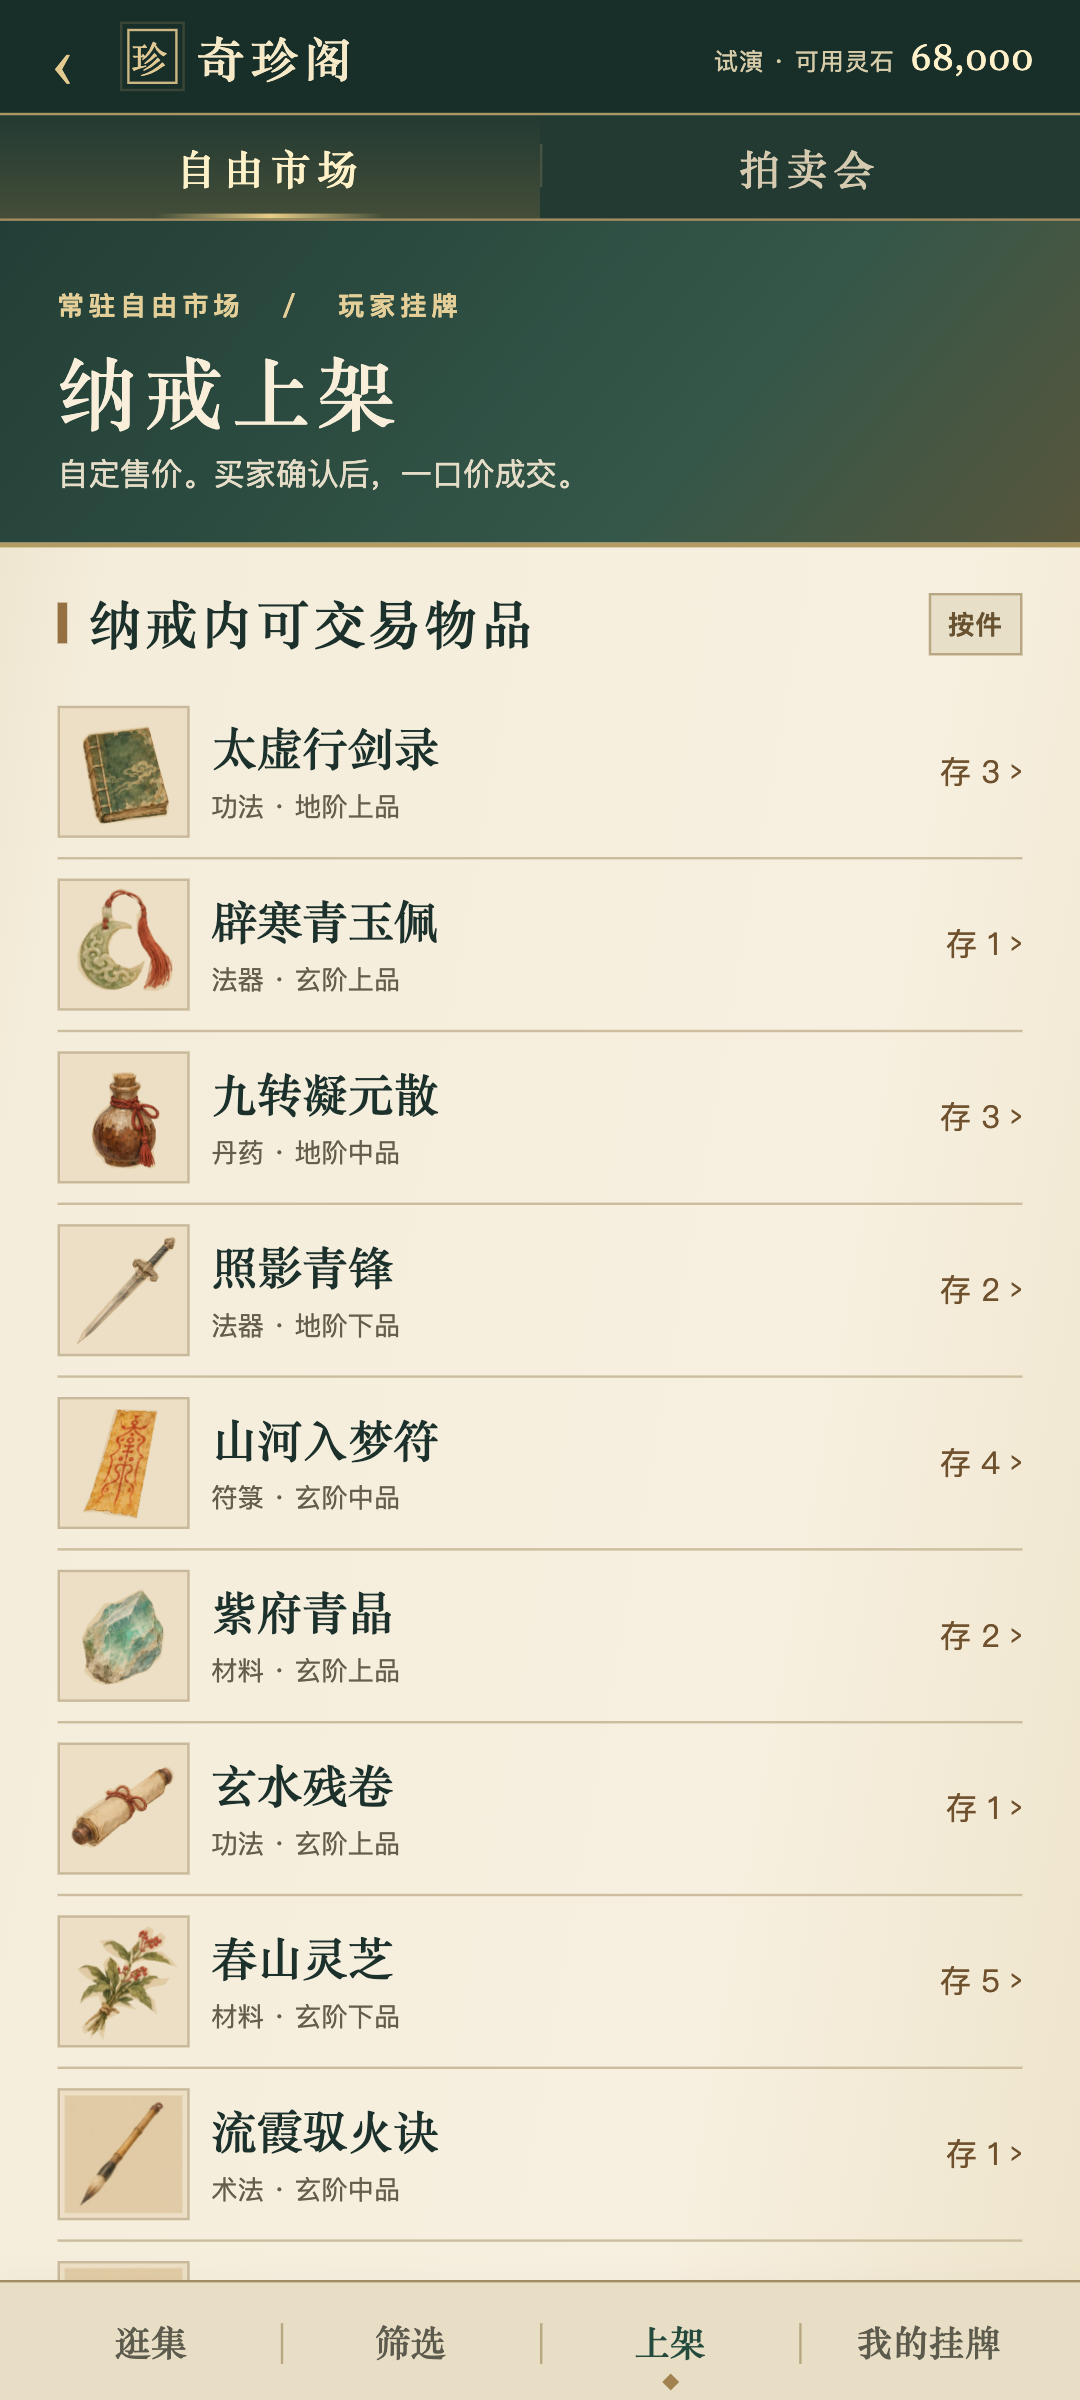 ‹ 珍 奇珍阁 试演 · 可用灵石 68,000
自由市场 拍卖会
常驻自由市场 / 玩家挂牌
纳戒上架
自定售价。买家确认后，一口价成交。
纳戒内可交易物品 按件
太虚行剑录
功法 · 地阶上品
存 3 ›
辟寒青玉佩
法器 · 玄阶上品
存 1 ›
九转凝元散
丹药 · 地阶中品
存 3 ›
照影青锋
法器 · 地阶下品
存 2 ›
山河入梦符
符箓 · 玄阶中品
存 4 ›
紫府青晶
材料 · 玄阶上品
存 2 ›
玄水残卷
功法 · 玄阶上品
存 1 ›
春山灵芝
材料 · 玄阶下品
存 5 ›
流霞驭火诀
术法 · 玄阶中品
存 1 ›
逛集 筛选 上架 我的挂牌